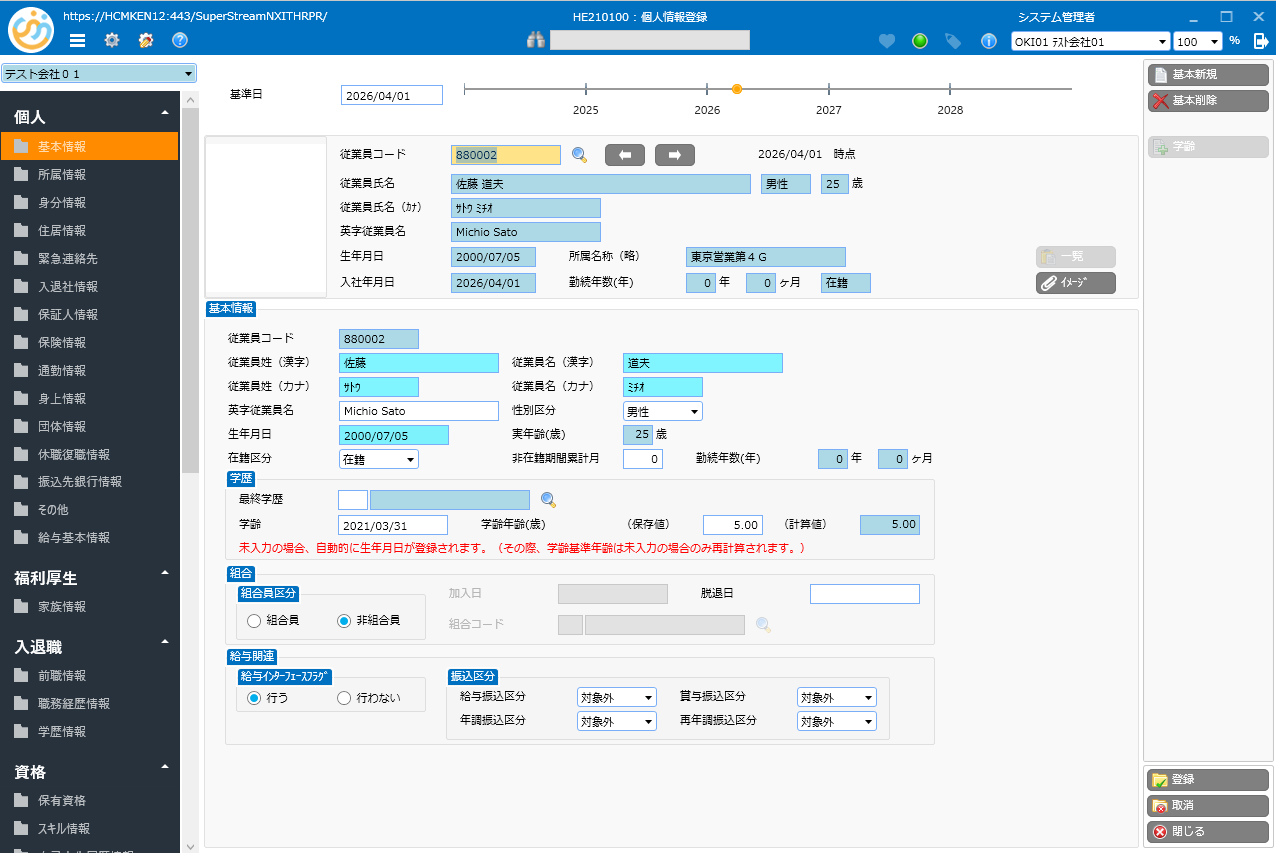 https://HCMKEN12:443/SuperStreamNXITHRPR/
HE210100：個人情報登録
システム管理者
OKI01 ﾃｽﾄ会社01
100
%
テスト会社０１
個人
基本情報
所属情報
身分情報
住居情報
緊急連絡先
入退社情報
保証人情報
保険情報
通勤情報
身上情報
団体情報
休職復職情報
振込先銀行情報
その他
給与基本情報
福利厚生
家族情報
入退職
前職情報
職務経歴情報
学歴情報
資格
保有資格
スキル情報
基準日
2026/04/01
2025
2026
2027
2028
従業員コード
880002
2026/04/01　時点
従業員氏名
佐藤 道夫
男性
25 歳
従業員氏名（ｶﾅ）
ｻﾄｳ ﾐﾁｵ
英字従業員名
Michio Sato
生年月日
2000/07/05
所属名称（略）
東京営業第４Ｇ
入社年月日
2026/04/01
勤続年数(年)
0 年
0 ヶ月
在籍
一覧
ｲﾒｰｼﾞ
基本情報
従業員コード
880002
従業員姓（漢字）
佐藤
従業員名（漢字）
道夫
従業員姓（カナ）
ｻﾄｳ
従業員名（カナ）
ﾐﾁｵ
英字従業員名
Michio Sato
性別区分
男性
生年月日
2000/07/05
実年齢(歳)
25 歳
在籍区分
在籍
非在籍期間累計月
0
勤続年数(年)
0 年
0 ヶ月
学歴
最終学歴
学齢
2021/03/31
学齢年齢(歳)
（保存値）
5.00
（計算値）
5.00
未入力の場合、自動的に生年月日が登録されます。（その際、学齢基準年齢は未入力の場合のみ再計算されます。）
組合
組合員区分
組合員
非組合員
加入日
脱退日
組合コード
給与関連
給与ｲﾝﾀｰﾌｪｰｽﾌﾗｸﾞ
行う
行わない
振込区分
給与振込区分
対象外
賞与振込区分
対象外
年調振込区分
対象外
再年調振込区分
対象外
基本新規
基本削除
学齢
登録
取消
閉じる